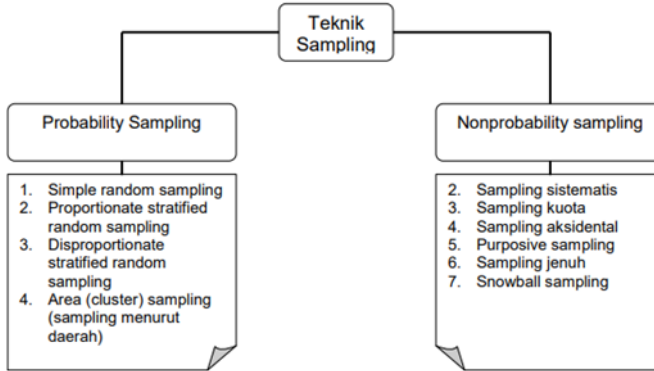 Teknik
Sampling
Probability Sampling
Nonprobability sampling
1. Simple random sampling
2. Proportionate stratified
random sampling
3. Disproportionate
stratified random
sampling
4. Area (cluster) sampling
(sampling menurut
daerah)
2. Sampling sistematis
3. Sampling kuota
4. Sampling aksidental
5. Purposive sampling
6. Sampling jenuh
7. Snowball sampling